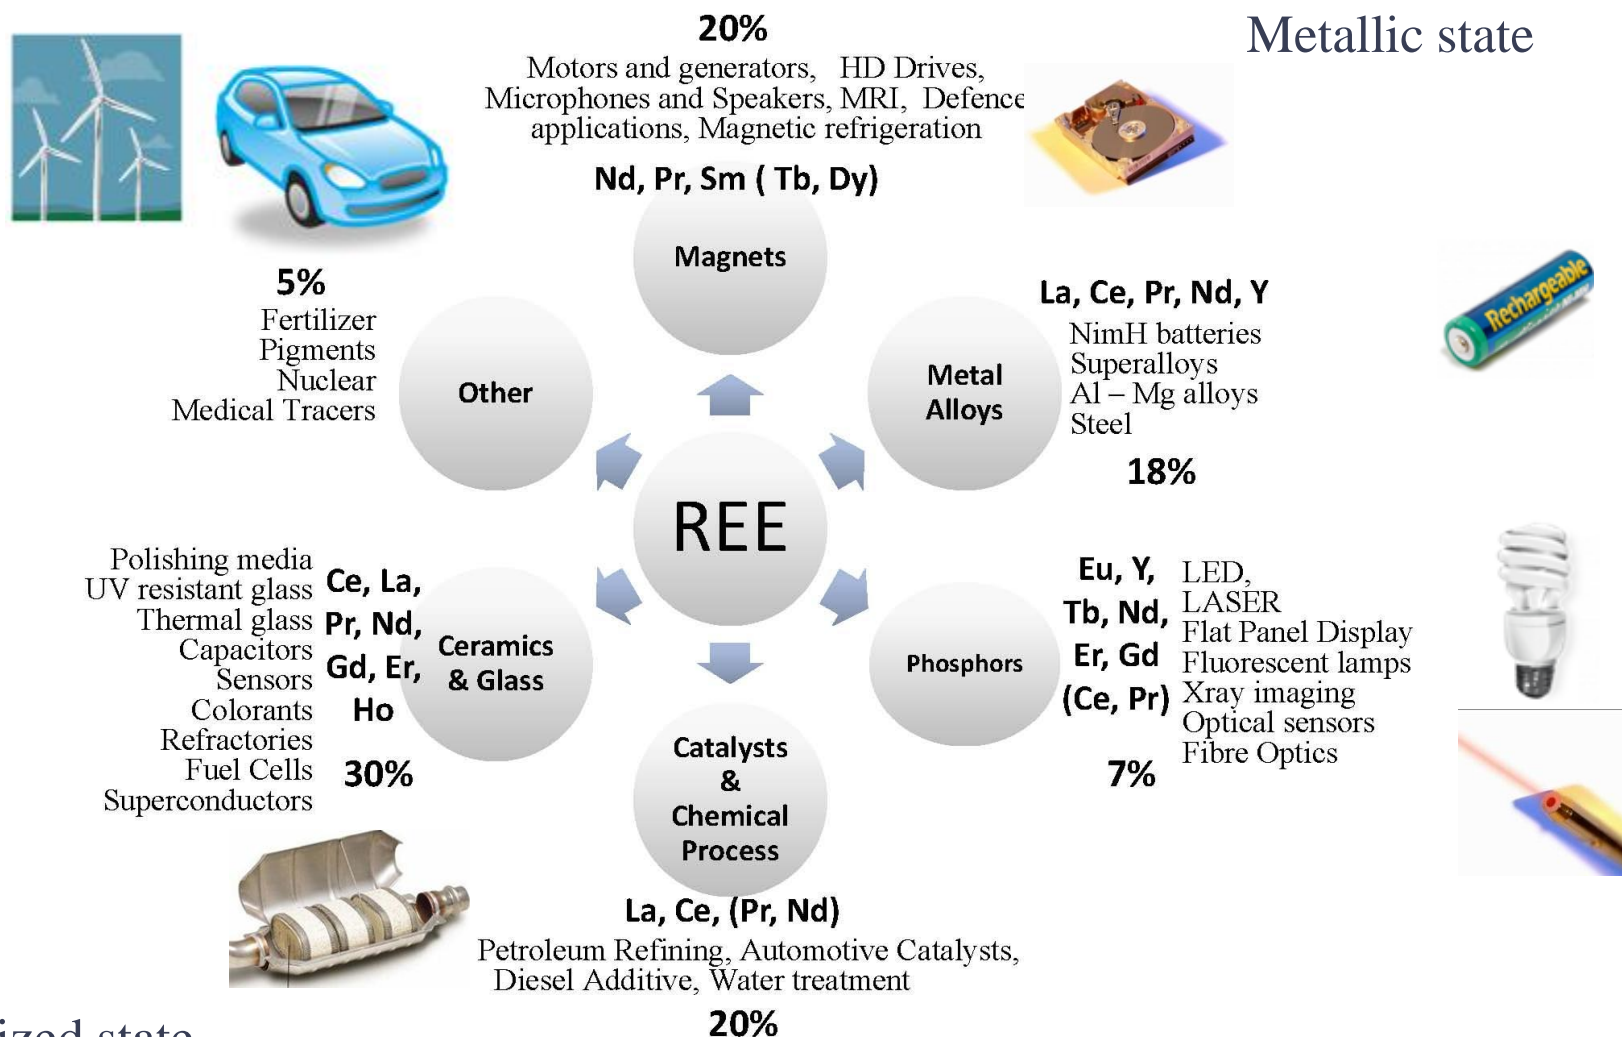 Metallic state
20%
Motors and generators, HD Drives,
Microphones and Speakers, MRI, Defence
applications, Magnetic refrigeration
Nd, Pr, Sm ( Tb, Dy)
Magnets
5%
Fertilizer
Pigments
Nuclear
Medical Tracers
Other
La, Ce, Pr, Nd, Y
NimH batteries
Superalloys
Al – Mg alloys
Steel
18%
Metal
Alloys
Rechargeable
REE
Polishing media
UV resistant glass
Thermal glass
Capacitors
Sensors
Colorants
Refractories
Fuel Cells
Superconductors
Ce, La,
Pr, Nd,
Gd, Er,
Ho
30%
Ceramics
& Glass
Phosphors
Eu, Y,
Tb, Nd,
Er, Gd
(Ce, Pr)
7%
LED,
LASER
Flat Panel Display
Fluorescent lamps
Xray imaging
Optical sensors
Fibre Optics
Catalysts
&
Chemical
Process
La, Ce, (Pr, Nd)
Petroleum Refining, Automotive Catalysts,
Diesel Additive, Water treatment
20%
state